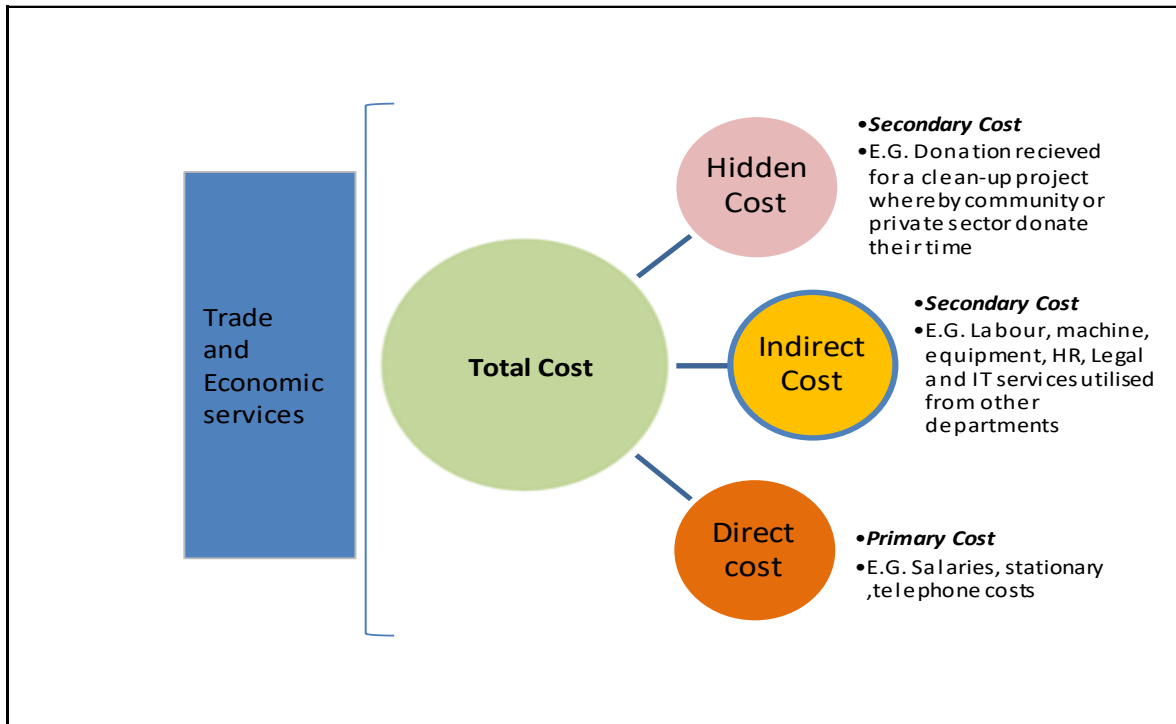 Trade
and
Economic
services
Total Cost
Hidden
Cost
•Secondary Cost
•E.G. Donation recieved
for a clean-up project
whereby community or
private sector donate
their time
Indirect
Cost
•Secondary Cost
•E.G. Labour, machine,
equipment, HR, Legal
and IT services utilised
from other
departments
Direct
cost
•Primary Cost
•E.G. Salaries, stationary
,telephone costs